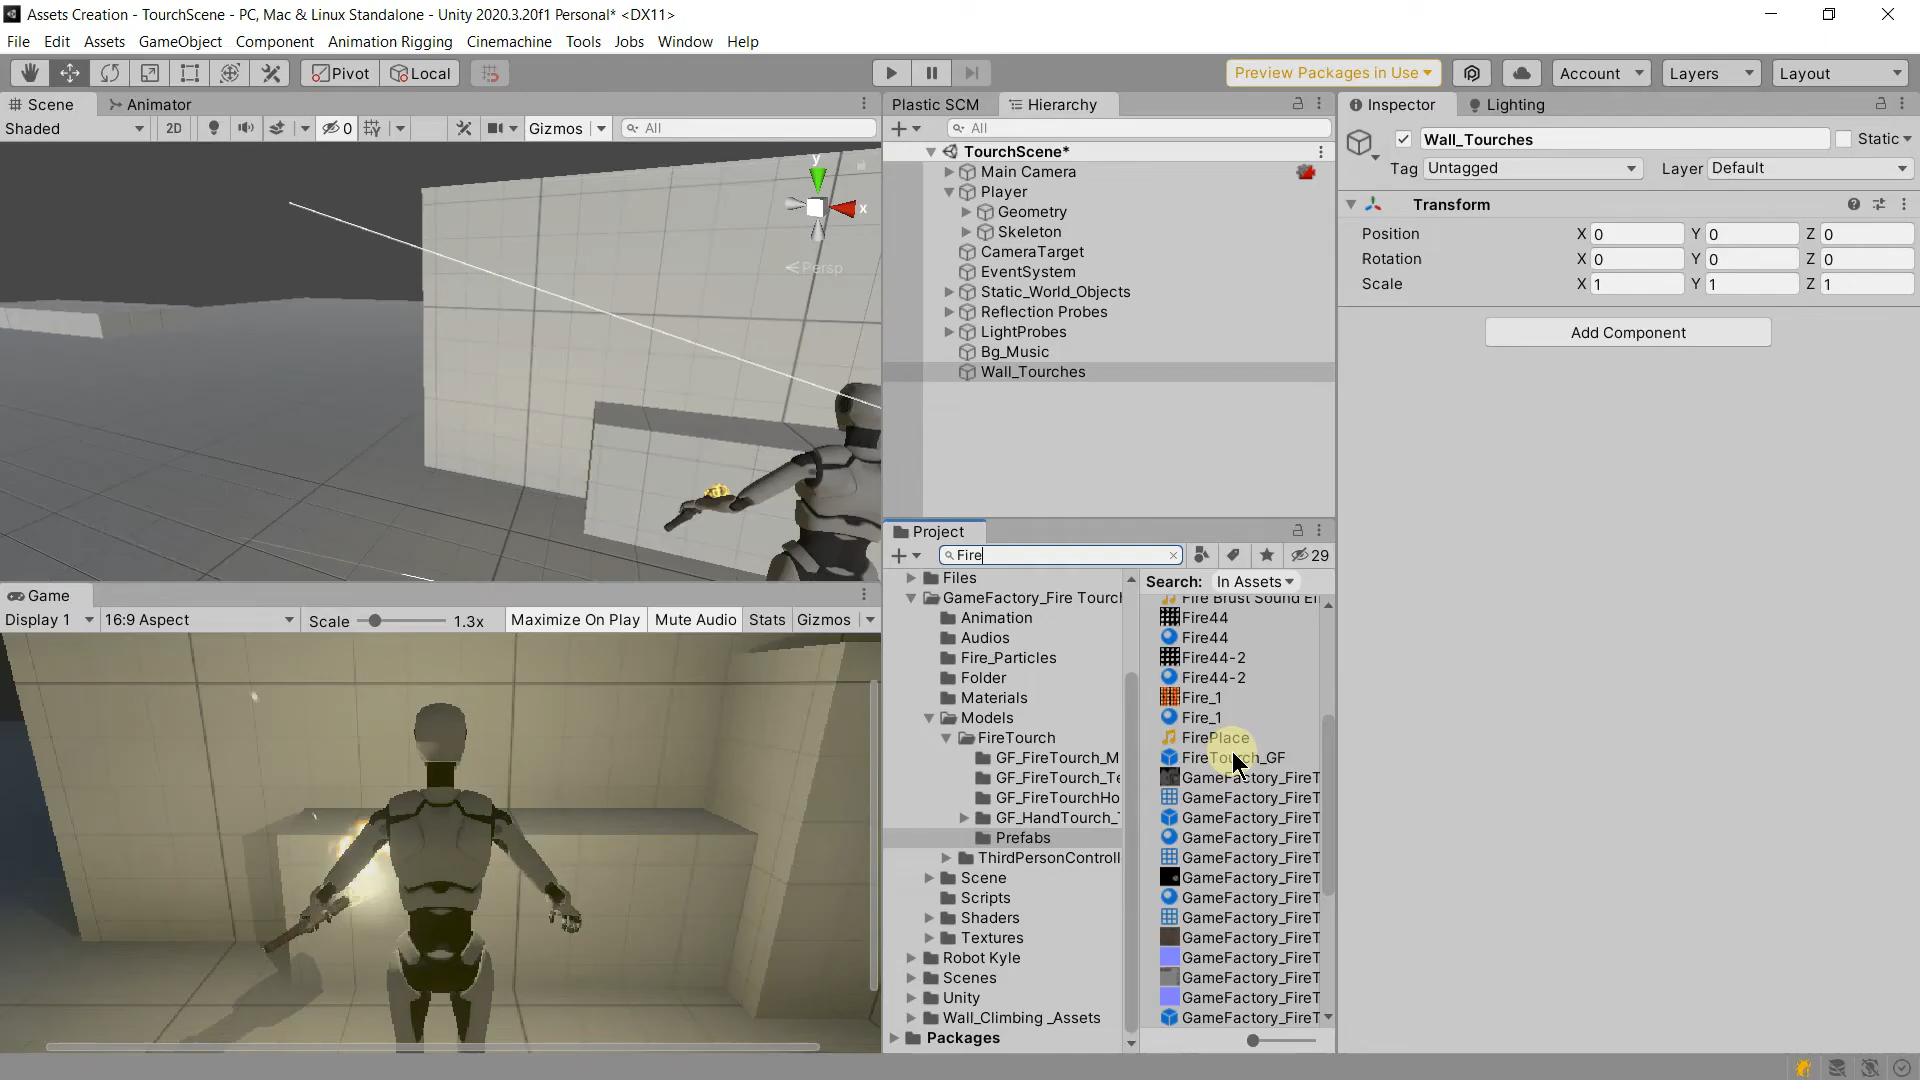 Assets Creation - TourchScene - PC, Mac & Linux Standalone - Unity 2020.3.20f1 Personal* <DX11>
File Edit Assets GameObject Component Animation Rigging Cinemachine Tools Jobs Window Help
Pivot Local Preview Packages in Use Account Layers Layout
Scene Animator
Shaded 2D 0 Gizmos All
y
x
Persp
Game
Display 1 16:9 Aspect Scale 1.3x Maximize On Play Mute Audio Stats Gizmos
Plastic SCM Hierarchy
All
TourchScene*
Main Camera
Player
Geometry
Skeleton
CameraTarget
EventSystem
Static_World_Objects
Reflection Probes
LightProbes
Bg_Music
Wall_Tourches
Project
Fire 29
Files
GameFactory_Fire Tourch
Animation
Audios
Fire_Particles
Folder
Materials
Models
FireTourch
GF_FireTourch_M
GF_FireTourch_Te
GF_FireTourchHo
GF_HandTourch_
Prefabs
ThirdPersonControll
Scene
Scripts
Shaders
Textures
Robot Kyle
Scenes
Unity
Wall_Climbing _Assets
Packages
Search: In Assets
Fire Brust Sound
Fire44
Fire44
Fire44-2
Fire44-2
Fire_1
Fire_1
FirePlace
FireTourch_GF
GameFactory_FireT
GameFactory_FireT
GameFactory_FireT
GameFactory_FireT
GameFactory_FireT
GameFactory_FireT
GameFactory_FireT
GameFactory_FireT
GameFactory_FireT
GameFactory_FireT
GameFactory_FireT
GameFactory_FireT
GameFactory_FireT
Inspector Lighting
Wall_Tourches Static
Tag Untagged Layer Default
Transform
Position X 0 Y 0 Z 0
Rotation X 0 Y 0 Z 0
Scale X 1 Y 1 Z 1
Add Component